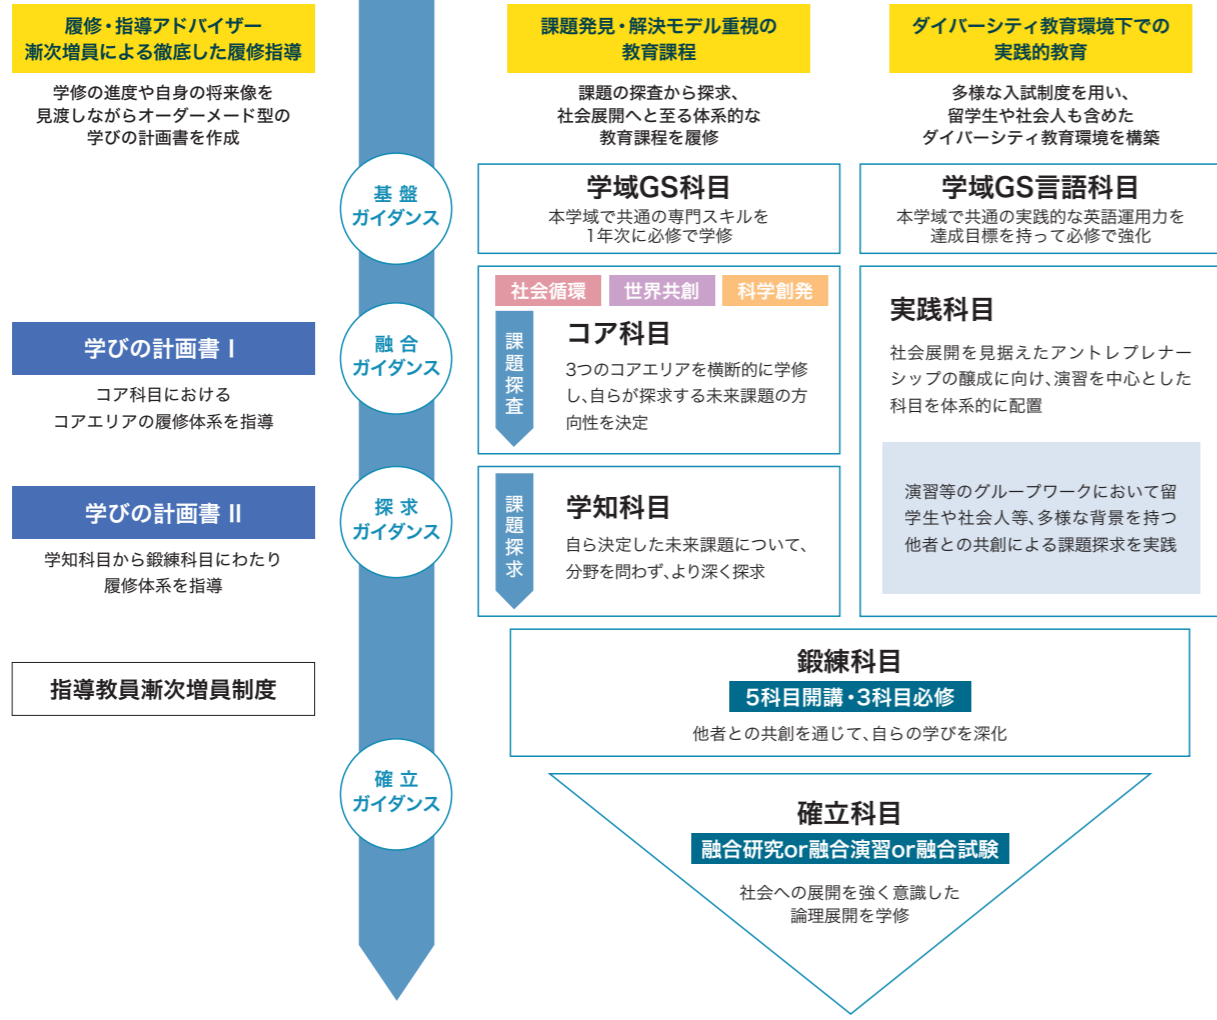 履修・指導アドバイザー
漸次増員による徹底した履修指導
学修の進度や自身の将来像を
見渡しながらオーダーメード型の
学びの計画書を作成
学びの計画書 I
コア科目における
コアエリアの履修体系を指導
学びの計画書 II
学知科目から鍛練科目にわたり
履修体系を指導
指導教員漸次増員制度
基盤
ガイダンス
融合
ガイダンス
探求
ガイダンス
確立
ガイダンス
課題発見・解決モデル重視の
教育課程
課題の探査から探求、
社会展開へと至る体系的な
教育課程を履修
学域GS科目
本学域で共通の専門スキルを
1年次に必修で学修
社会循環
世界共創
科学創発
課題探査
コア科目
3つのコアエリアを横断的に学修
し、自らが探求する未来課題の方
向性を決定
課題探求
学知科目
自ら決定した未来課題について、
分野を問わず、より深く探求
ダイバーシティ教育環境下での
実践的教育
多様な入試制度を用い、
留学生や社会人も含めた
ダイバーシティ教育環境を構築
学域GS言語科目
本学域で共通の実践的な英語運用力を
達成目標を持って必修で強化
実践科目
社会展開を見据えたアントレプレナー
シップの醸成に向け、演習を中心とした
科目を体系的に配置
演習等のグループワークにおいて留
学生や社会人等、多様な背景を持つ
他者との共創による課題探求を実践
鍛練科目
5科目開講・3科目必修
他者との共創を通じて、自らの学びを深化
確立科目
融合研究or融合演習or融合試験
社会への展開を強く意識した
論理展開を学修